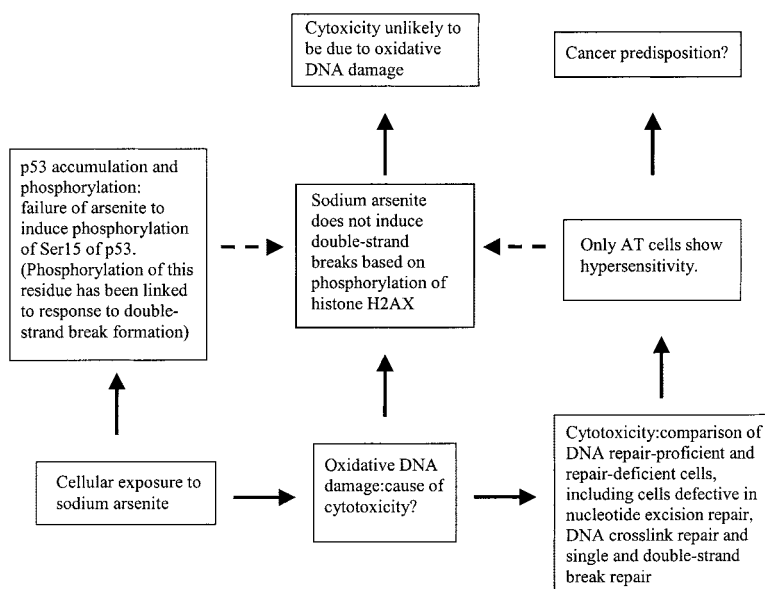 Cytoxicity unlikely to
be due to oxidative
DNA damage
Cancer predisposition?
p53 accumulation and
phosphorylation:
failure of arsenite to
induce phosphorylation
of Ser15 of p53.
(Phosphorylation of this
residue has been linked
to response to double-
strand break formation)
Sodium arsenite
does not induce
double-strand
breaks based on
phosphorylation of
histone H2AX
Only AT cells show
hypersensitivity.
Cellular exposure to
sodium arsenite
Oxidative DNA
damage:cause of
cytotoxicity?
Cytotoxicity:comparison of
DNA repair-proficient and
repair-deficient cells,
including cells defective in
nucleotide excision repair,
DNA crosslink repair and
single and double-strand
break repair